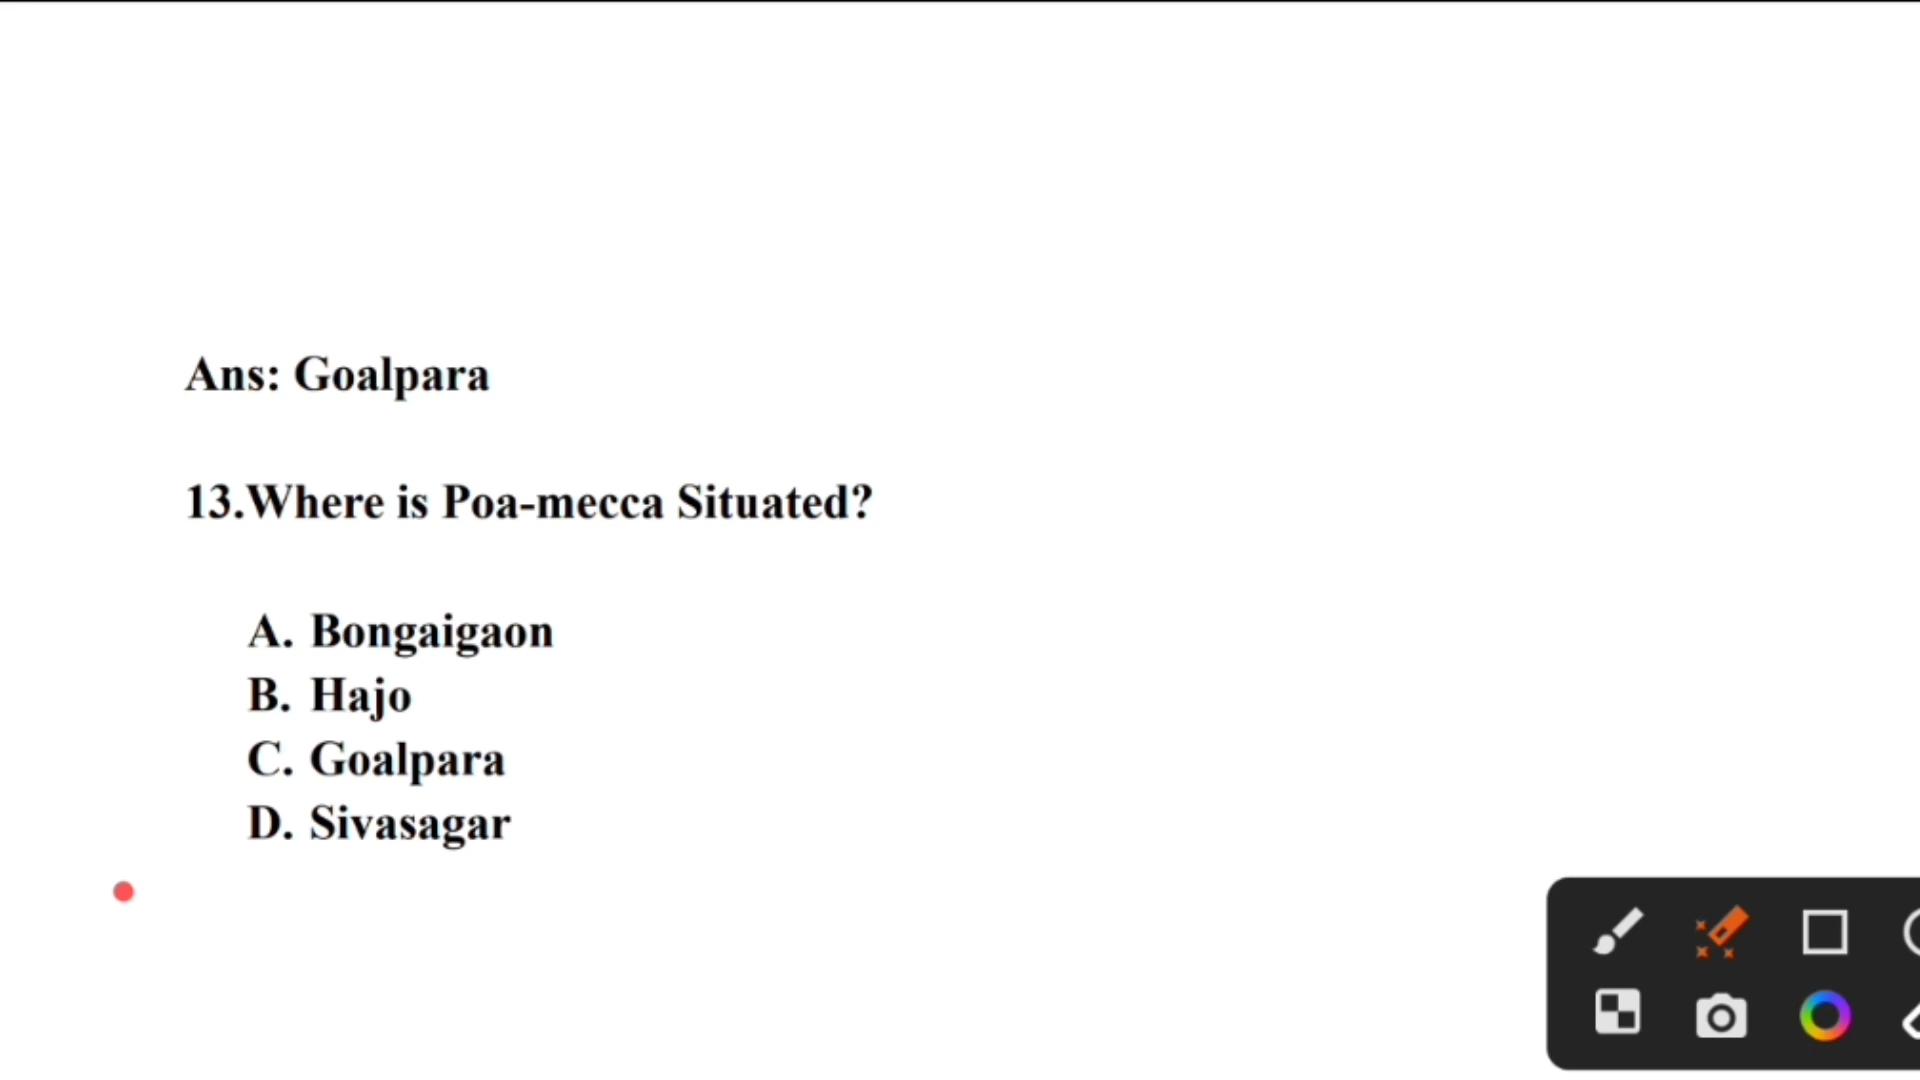 Ans: Goalpara
13.Where is Poa-mecca Situated?
A. Bongaigaon
B. Hajo
C. Goalpara
D. Sivasagar